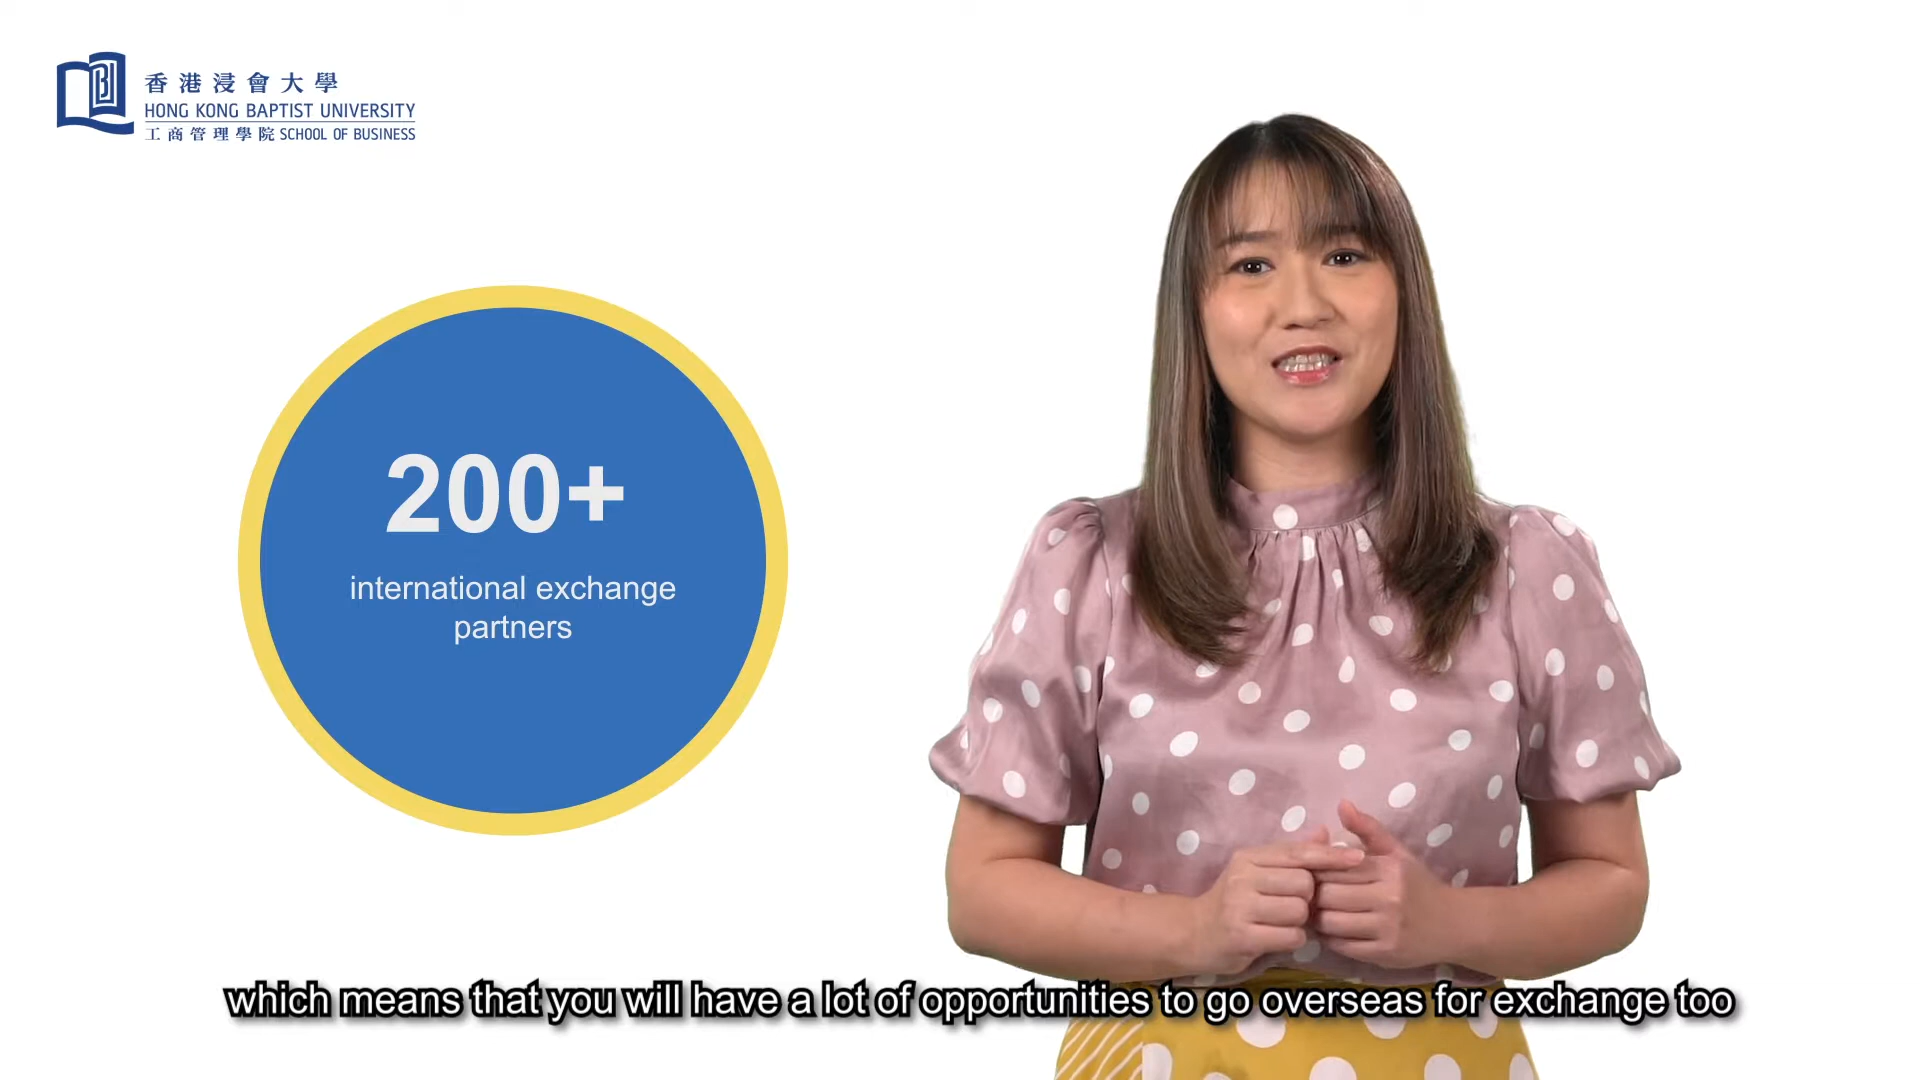 香港浸會大學
HONG KONG BAPTIST UNIVERSITY
工商管理學院 SCHOOL OF BUSINESS
200+
international exchange
partners
which means that you will have a lot of opportunities to go overseas for exchange too